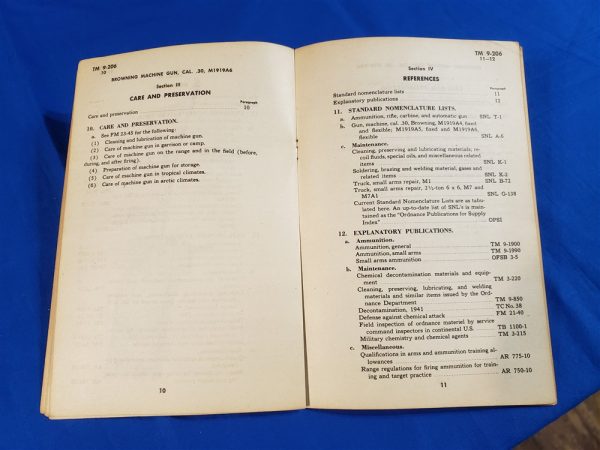 TM 9-206
10
BROWNING MACHINE GUN, CAL. .30, M1919A6
Section III
CARE AND PRESERVATION
Paragraph
Care and preservation 10
10. CARE AND PRESERVATION.
a. See FM 23-45 for the following:
(1) Cleaning and lubrication of machine gun.
(2) Care of machine gun in garrison or camp.
(3) Care of machine gun on the range and in the field (before,
during, and after firing).
(4) Preparation of machine gun for storage.
(5) Care of machine gun in tropical climates.
(6) Care of machine gun in arctic climates.
10
TM 9-206
11-12
Section IV
REFERENCES
Paragraph
Standard nomenclature lists 11
Explanatory publications 12
11. STANDARD NOMENCLATURE LISTS.
a. Ammunition, rifle, carbine, and automatic gun SNL T-1
b. Gun, machine, cal. .30, Browning, M1919A4, fixed
and flexible; M1919A5, fixed and M1919A6,
flexible SNL A-6
c. Maintenance.
Cleaning, preserving and lubricating materials; re-
coil fluids, special oils, and miscellaneous related
items SNL K-1
Soldering, brazing and welding material, gases and
related items SNL K-2
Truck, small arms repair, M1 SNL B-72
Truck, small arms repair, 2½-ton 6 x 6, M7 and
M7A1 SNL G-138
Current Standard Nomenclature Lists are as tabu-
lated here. An up-to-date list of SNL's is main-
tained as the "Ordnance Publications for Supply
Index" OPSI
12. EXPLANATORY PUBLICATIONS.
a. Ammunition.
Ammunition, general TM 9-1900
Ammunition, small arms TM 9-1990
Small arms ammunition OFSB 3-5
b. Maintenance.
Chemical decontamination materials and equip-
ment TM 3-220
Cleaning, preserving, lubricating, and welding
materials and similar items issued by the Ord-
nance Department TM 9-850
Decontamination, 1941 TC No. 38
Defense against chemical attack FM 21-40
Field inspection of ordnance materiel by service
command inspectors in continental U.S. TB 1100-1
Military chemistry and chemical agents TM 3-215
c. Miscellaneous.
Qualifications in arms and ammunition training al-
lowances AR 775-10
Range regulations for firing ammunition for train-
ing and target practice AR 750-10
11